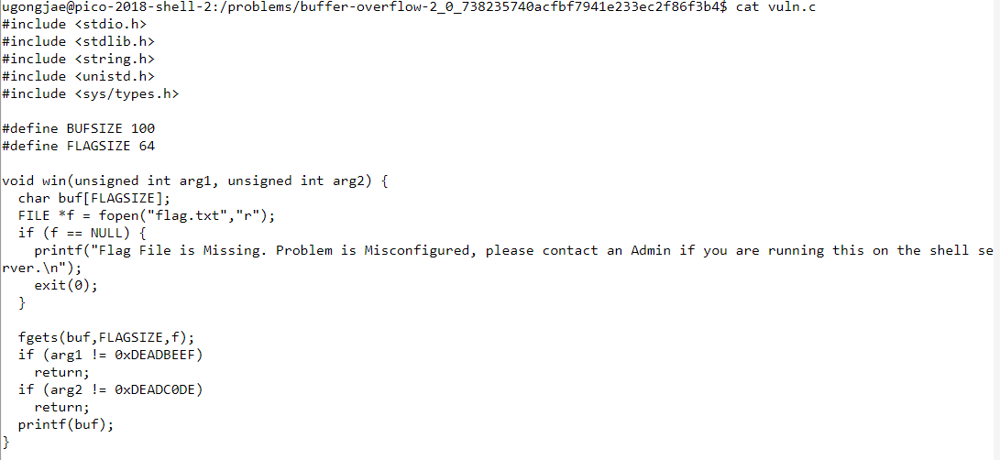 ugongjae@pico-2018-shell-2:/problems/buffer-overflow-2_0_738235740acfbf7941e233ec2f86f3b4$ cat vuln.c
#include <stdio.h>
#include <stdlib.h>
#include <string.h>
#include <unistd.h>
#include <sys/types.h>

#define BUFSIZE 100
#define FLAGSIZE 64

void win(unsigned int arg1, unsigned int arg2) {
  char buf[FLAGSIZE];
  FILE *f = fopen("flag.txt","r");
  if (f == NULL) {
    printf("Flag File is Missing. Problem is Misconfigured, please contact an Admin if you are running this on the shell se
rver.\n");
    exit(0);
  }

  fgets(buf,FLAGSIZE,f);
  if (arg1 != 0xDEADBEEF)
    return;
  if (arg2 != 0xDEADC0DE)
    return;
  printf(buf);
}